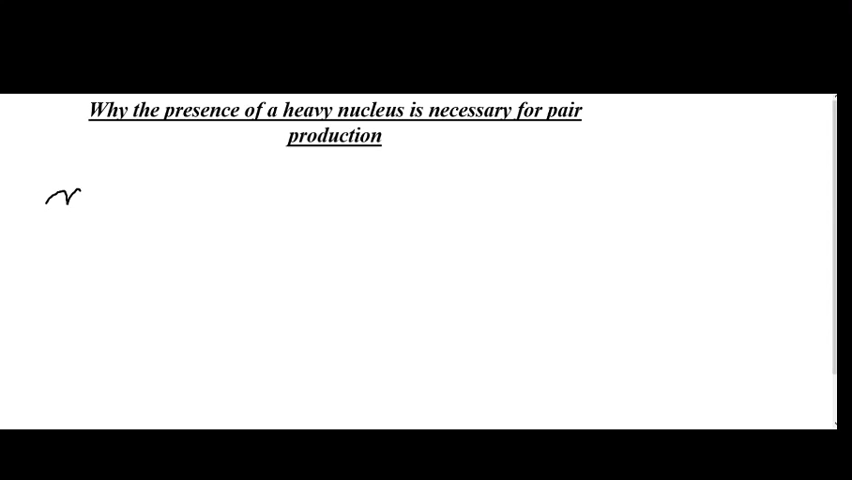 Why the presence of a heavy nucleus is necessary for pair
production